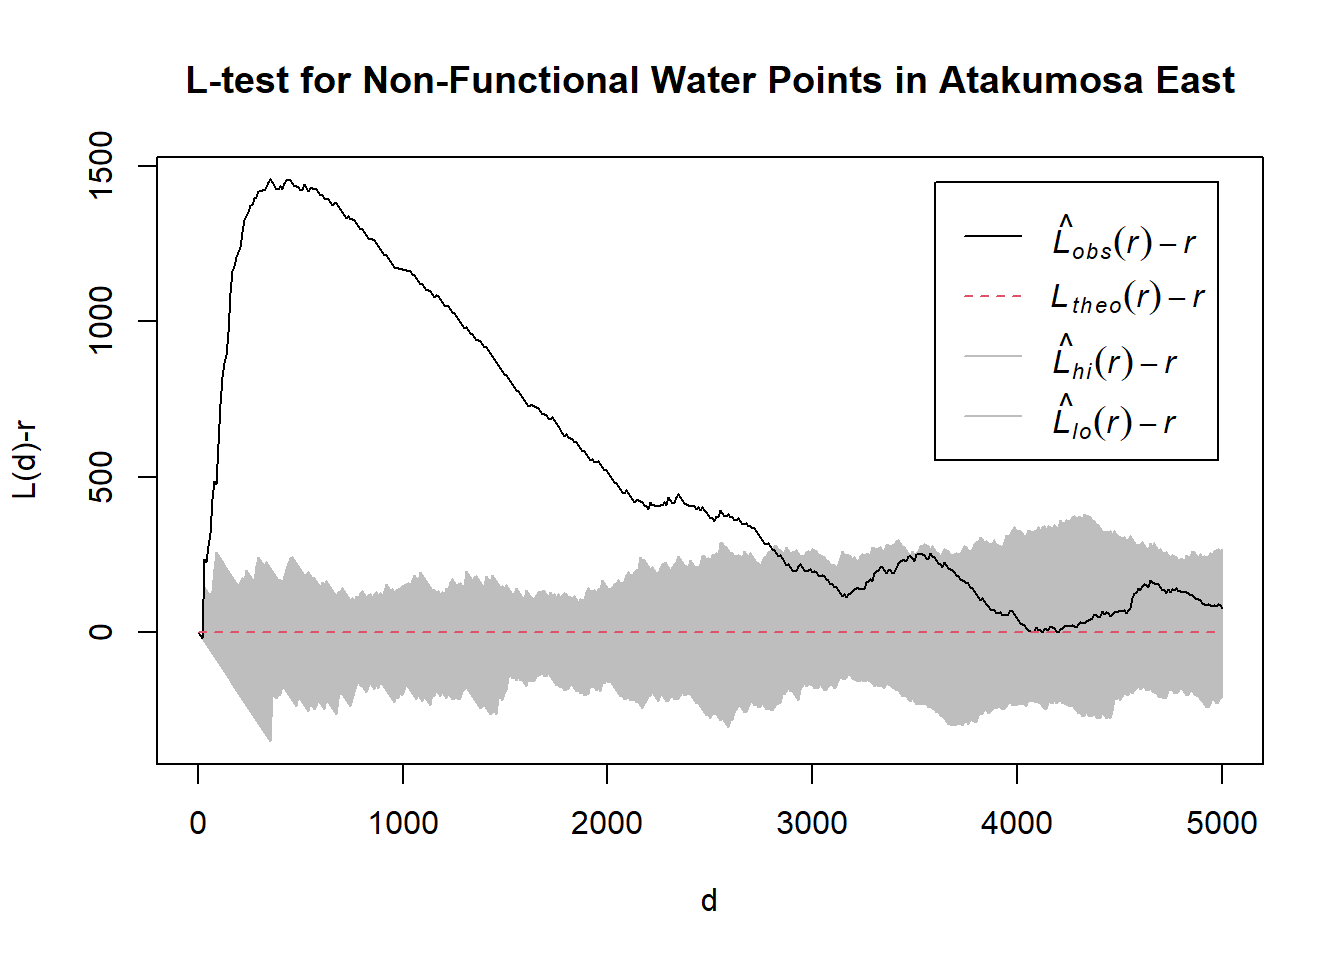 L-test for Non-Functional Water Points in Atakumosa East
1500
1000
500
0
L(d)-r
L̂obs(r) − r
Ltheo(r) − r
L̂hi(r) − r
L̂lo(r) − r
0 1000 2000 3000 4000 5000
d